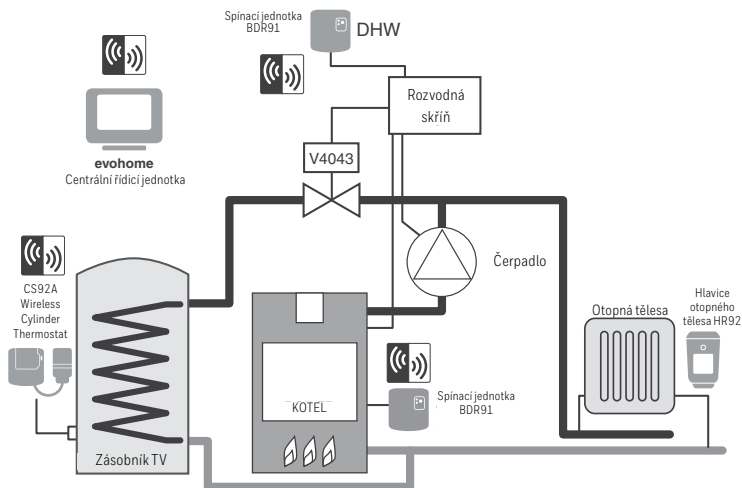 Spínací jednotka
BDR91
DHW
Rozvodná
skříň
V4043
evohome
Centrální řídicí jednotka
CS92A
Wireless
Cylinder
Thermostat
Čerpadlo
Hlavice
otopného
tělesa HR92
Otopná tělesa
KOTEL
Spínací jednotka
BDR91
Zásobník TV